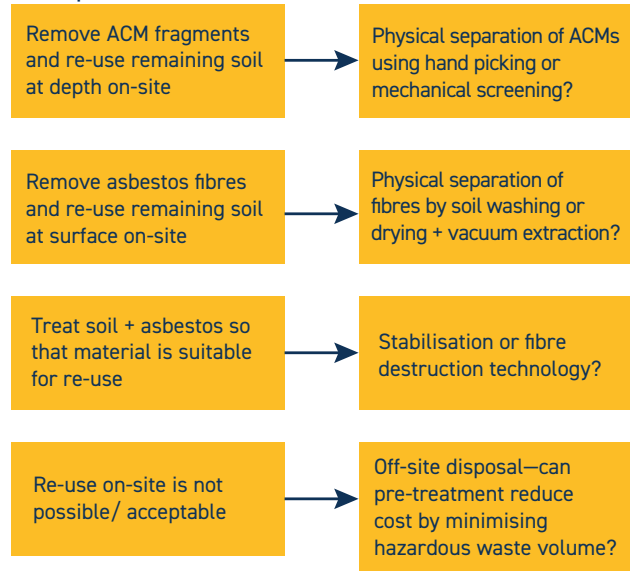 Remove ACM fragments
and re-use remaining soil
at depth on-site
Physical separation of ACMs
using hand picking or
mechanical screening?
Remove asbestos fibres
and re-use remaining soil
at surface on-site
Physical separation of
fibres by soil washing or
drying + vacuum extraction?
Treat soil + asbestos so
that material is suitable
for re-use
Stabilisation or fibre
destruction technology?
Re-use on-site is not
possible/ acceptable
Off-site disposal—can
pre-treatment reduce
cost by minimising
hazardous waste volume?